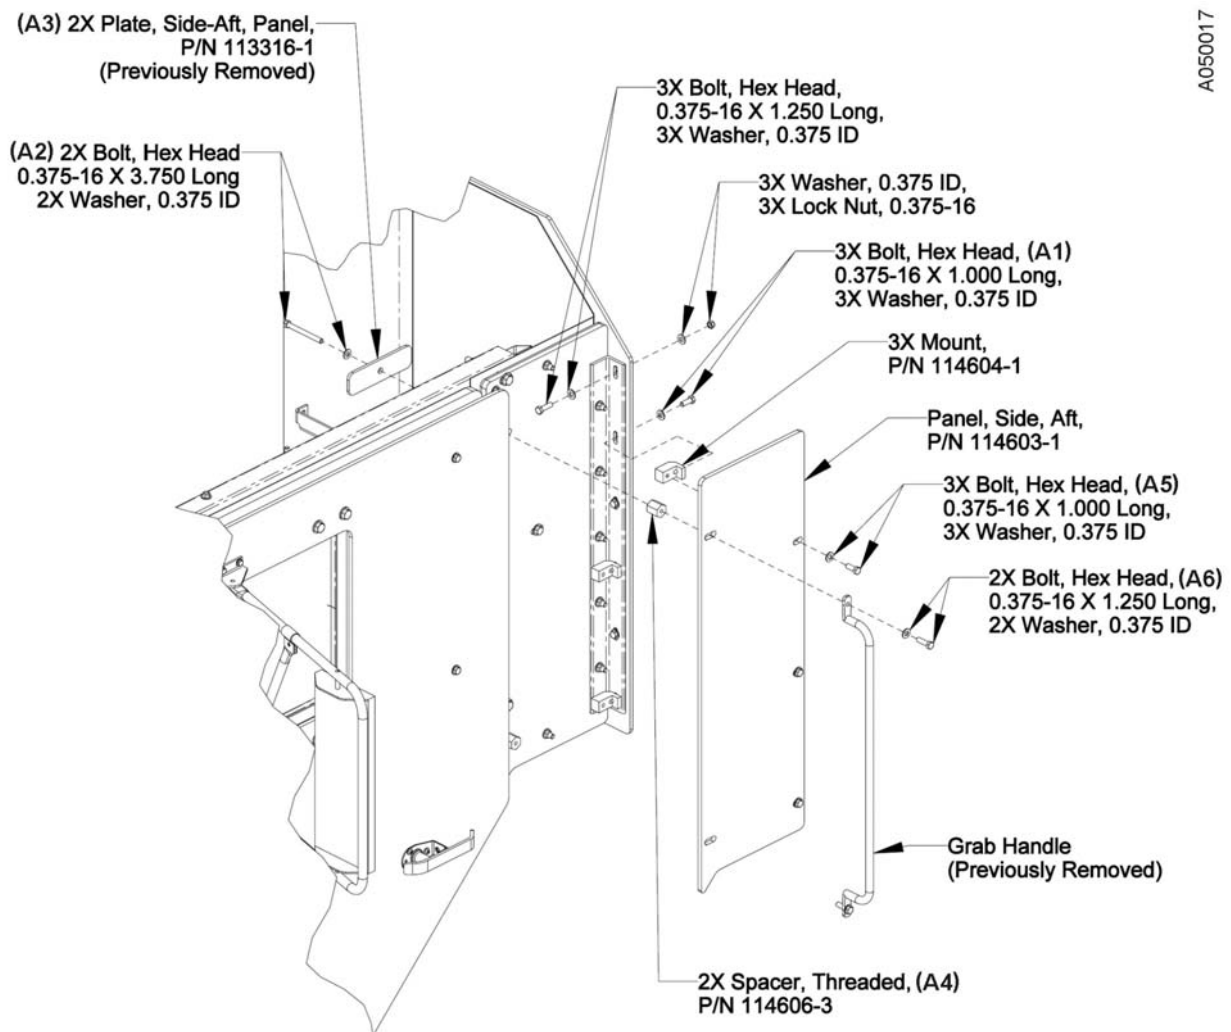 A050017
(A3) 2X Plate, Side-Aft, Panel,
P/N 113316-1
(Previously Removed)
3X Bolt, Hex Head,
0.375-16 X 1.250 Long,
3X Washer, 0.375 ID
(A2) 2X Bolt, Hex Head
0.375-16 X 3.750 Long
2X Washer, 0.375 ID
3X Washer, 0.375 ID,
3X Lock Nut, 0.375-16
3X Bolt, Hex Head, (A1)
0.375-16 X 1.000 Long,
3X Washer, 0.375 ID
3X Mount,
P/N 114604-1
Panel, Side, Aft,
P/N 114603-1
3X Bolt, Hex Head, (A5)
0.375-16 X 1.000 Long,
3X Washer, 0.375 ID
2X Bolt, Hex Head, (A6)
0.375-16 X 1.250 Long,
2X Washer, 0.375 ID
Grab Handle
(Previously Removed)
2X Spacer, Threaded, (A4)
P/N 114606-3